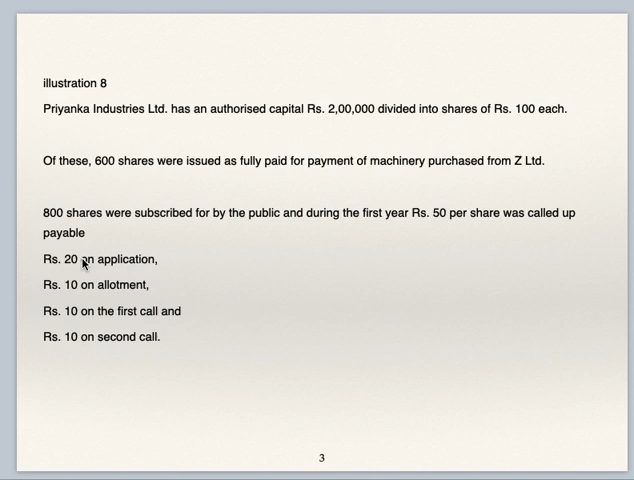 illustration 8
Priyanka Industries Ltd. has an authorised capital Rs. 2,00,000 divided into shares of Rs. 100 each.
Of these, 600 shares were issued as fully paid for payment of machinery purchased from Z Ltd.
800 shares were subscribed for by the public and during the first year Rs. 50 per share was called up
payable
Rs. 20 on application,
Rs. 10 on allotment,
Rs. 10 on the first call and
Rs. 10 on second call.
3